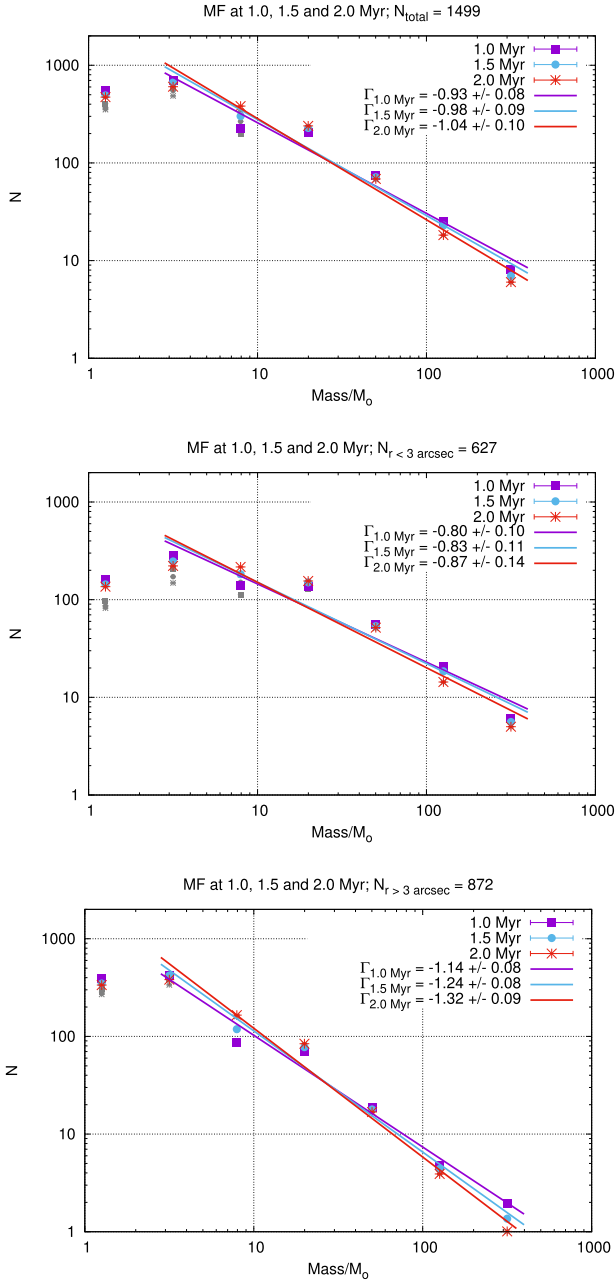 MF at 1.0, 1.5 and 2.0 Myr; N_total = 1499
1000
1.0 Myr
1.5 Myr
2.0 Myr
Γ_1.0 Myr = -0.93 +/- 0.08
Γ_1.5 Myr = -0.98 +/- 0.09
Γ_2.0 Myr = -1.04 +/- 0.10
100
N
10
1
1 10 100 1000
Mass/M_o
MF at 1.0, 1.5 and 2.0 Myr; N_r < 3 arcsec = 627
1000
1.0 Myr
1.5 Myr
2.0 Myr
Γ_1.0 Myr = -0.80 +/- 0.10
Γ_1.5 Myr = -0.83 +/- 0.11
Γ_2.0 Myr = -0.87 +/- 0.14
100
N
10
1
1 10 100 1000
Mass/M_o
MF at 1.0, 1.5 and 2.0 Myr; N_r > 3 arcsec = 872
1000
1.0 Myr
1.5 Myr
2.0 Myr
Γ_1.0 Myr = -1.14 +/- 0.08
Γ_1.5 Myr = -1.24 +/- 0.08
Γ_2.0 Myr = -1.32 +/- 0.09
100
N
10
1
1 10 100 1000
Mass/M_o